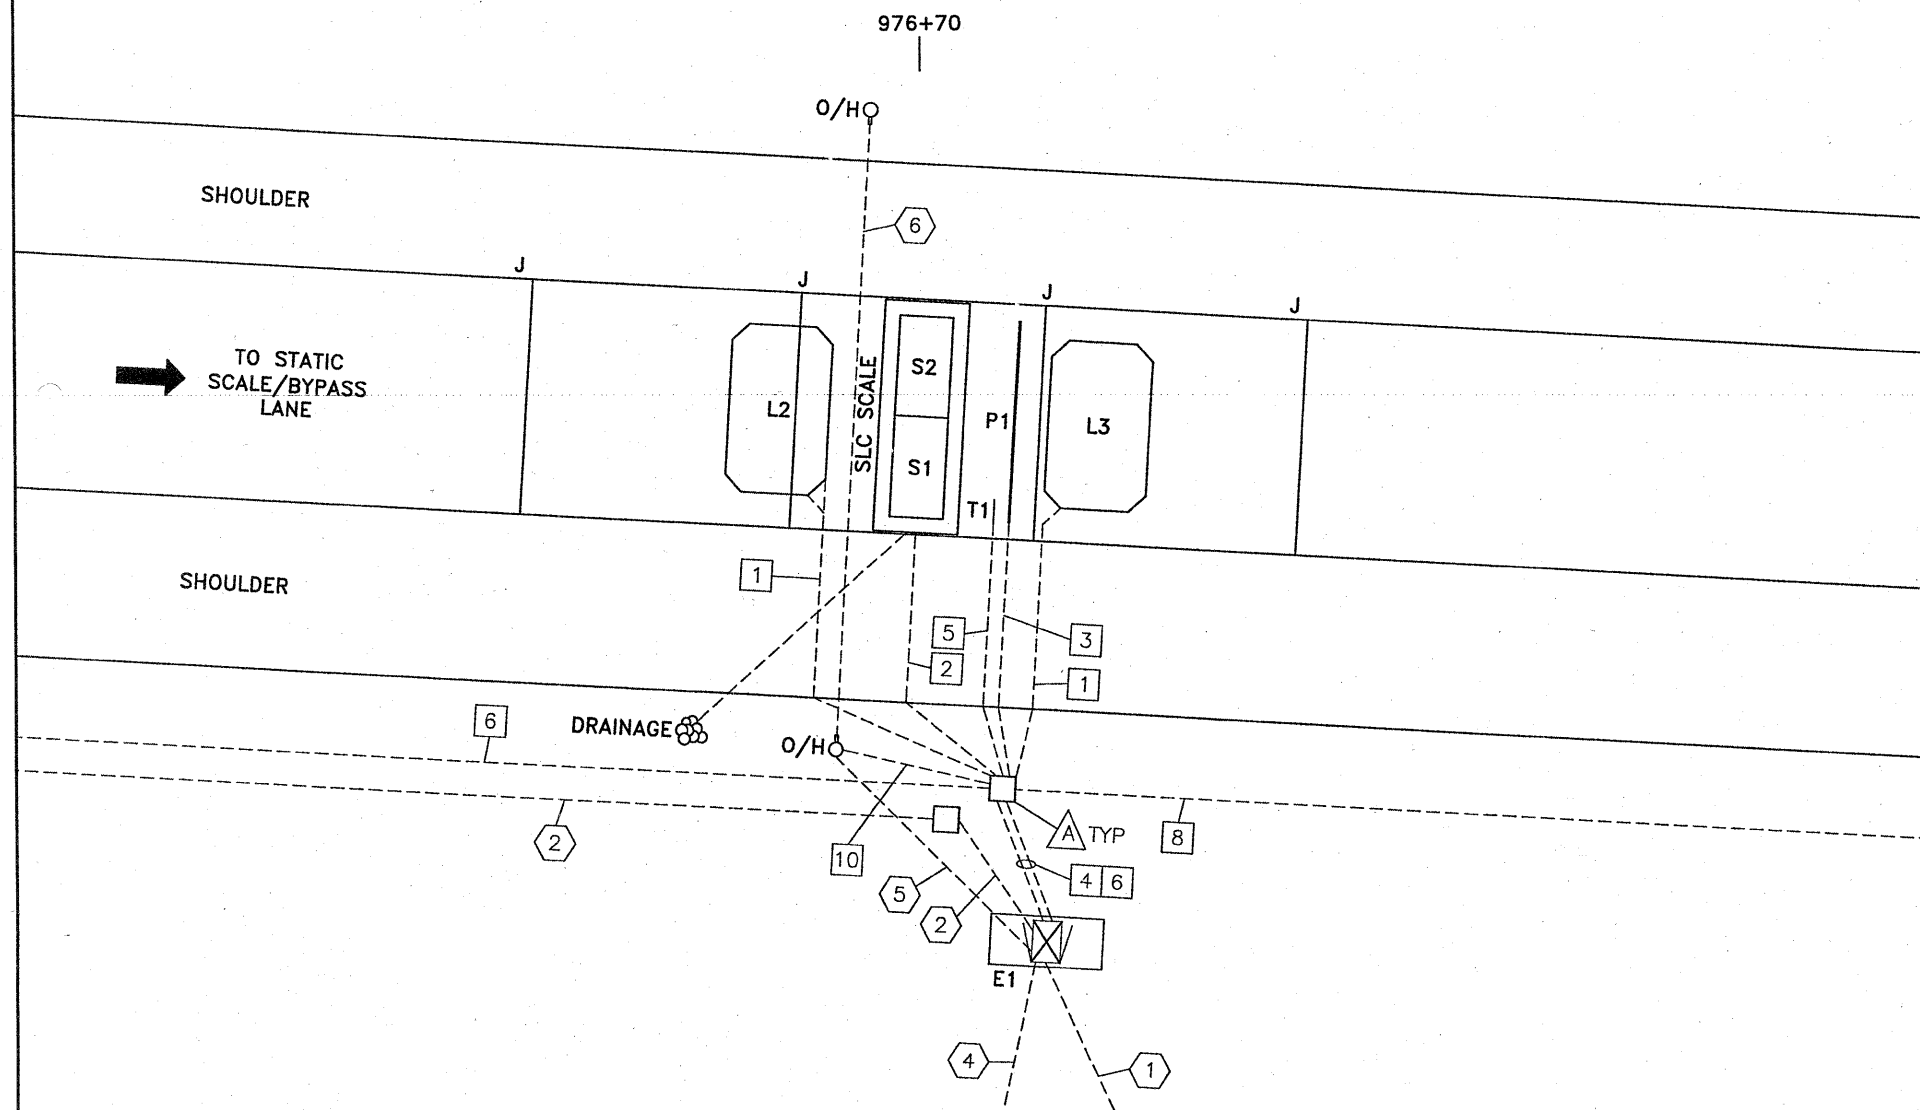 976+70
O/H
SHOULDER
6
J
J
J
J
TO STATIC
SCALE/BYPASS
LANE
L2
SLC SCALE
S2
S1
P1
T1
L3
1
SHOULDER
5
3
2
1
6
DRAINAGE
O/H
A TYP
8
2
10
4 6
5
2
E1
4
1